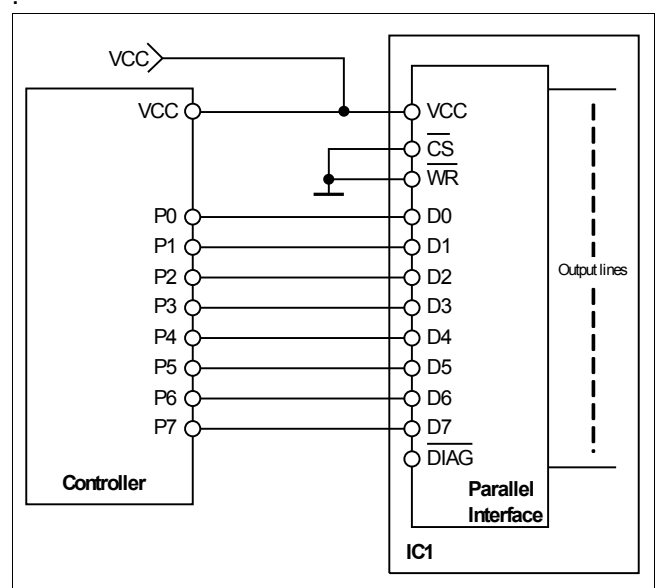 .
VCC
VCC
VCC
CS
WR
P0
D0
P1
D1
P2
D2
Output lines
P3
D3
P4
D4
P5
D5
P6
D6
P7
D7
DIAG
Controller
Parallel
Interface
IC1